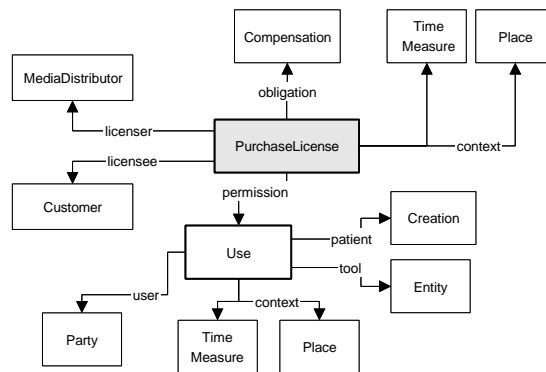 Compensation
Time
Measure
Place
MediaDistributor
obligation
licenser
PurchaseLicense
context
licensee
Customer
permission
Creation
patient
Use
tool
Entity
user
context
Party
Time
Measure
Place